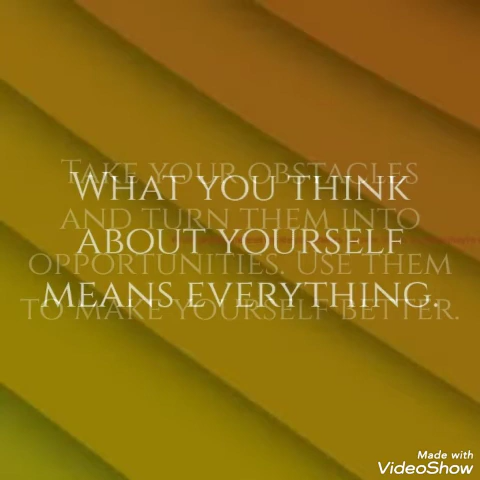 Take your obstacles
What you think
and turn them into
about yourself
opportunities. Use them
means everything.
to make yourself better.
Made with
VideoShow